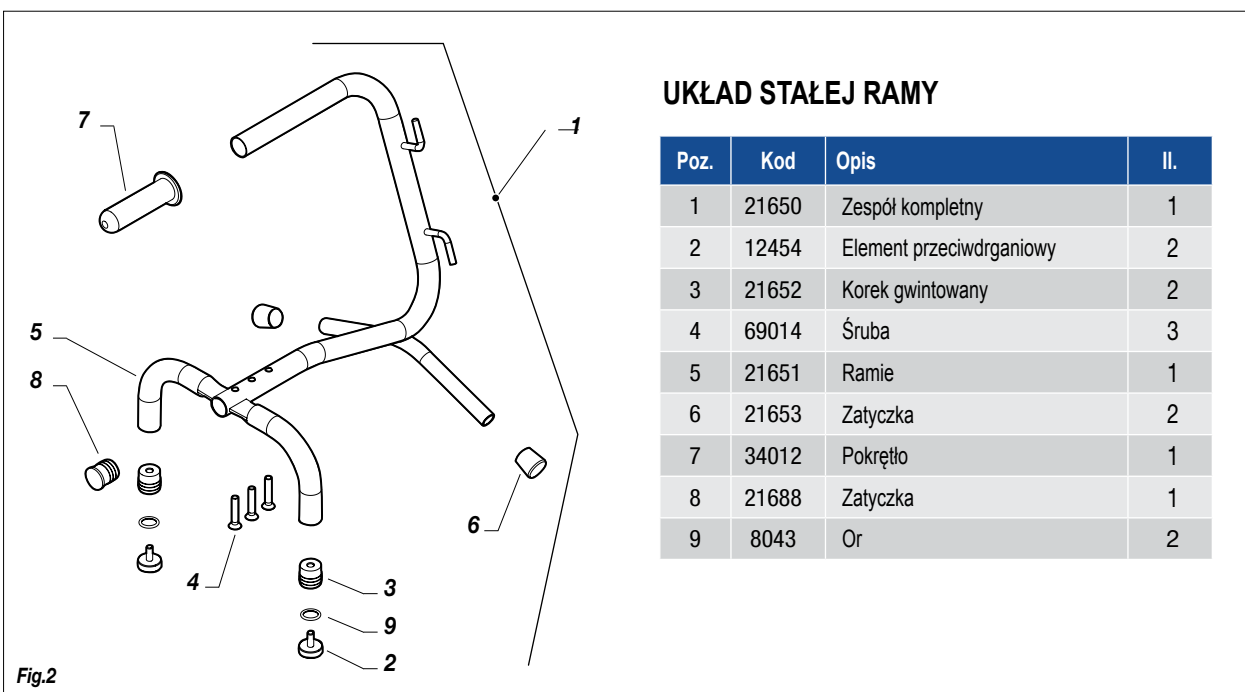 UKŁAD STAŁEJ RAMY
Poz. Kod Opis Il.
1 21650 Zespół kompletny 1
2 12454 Element przeciwdrganiowy 2
3 21652 Korek gwintowany 2
4 69014 Śruba 3
5 21651 Ramie 1
6 21653 Zatyczka 2
7 34012 Pokrętło 1
8 21688 Zatyczka 1
9 8043 Or 2
7
1
5
8
6
4
3
9
2
Fig.2